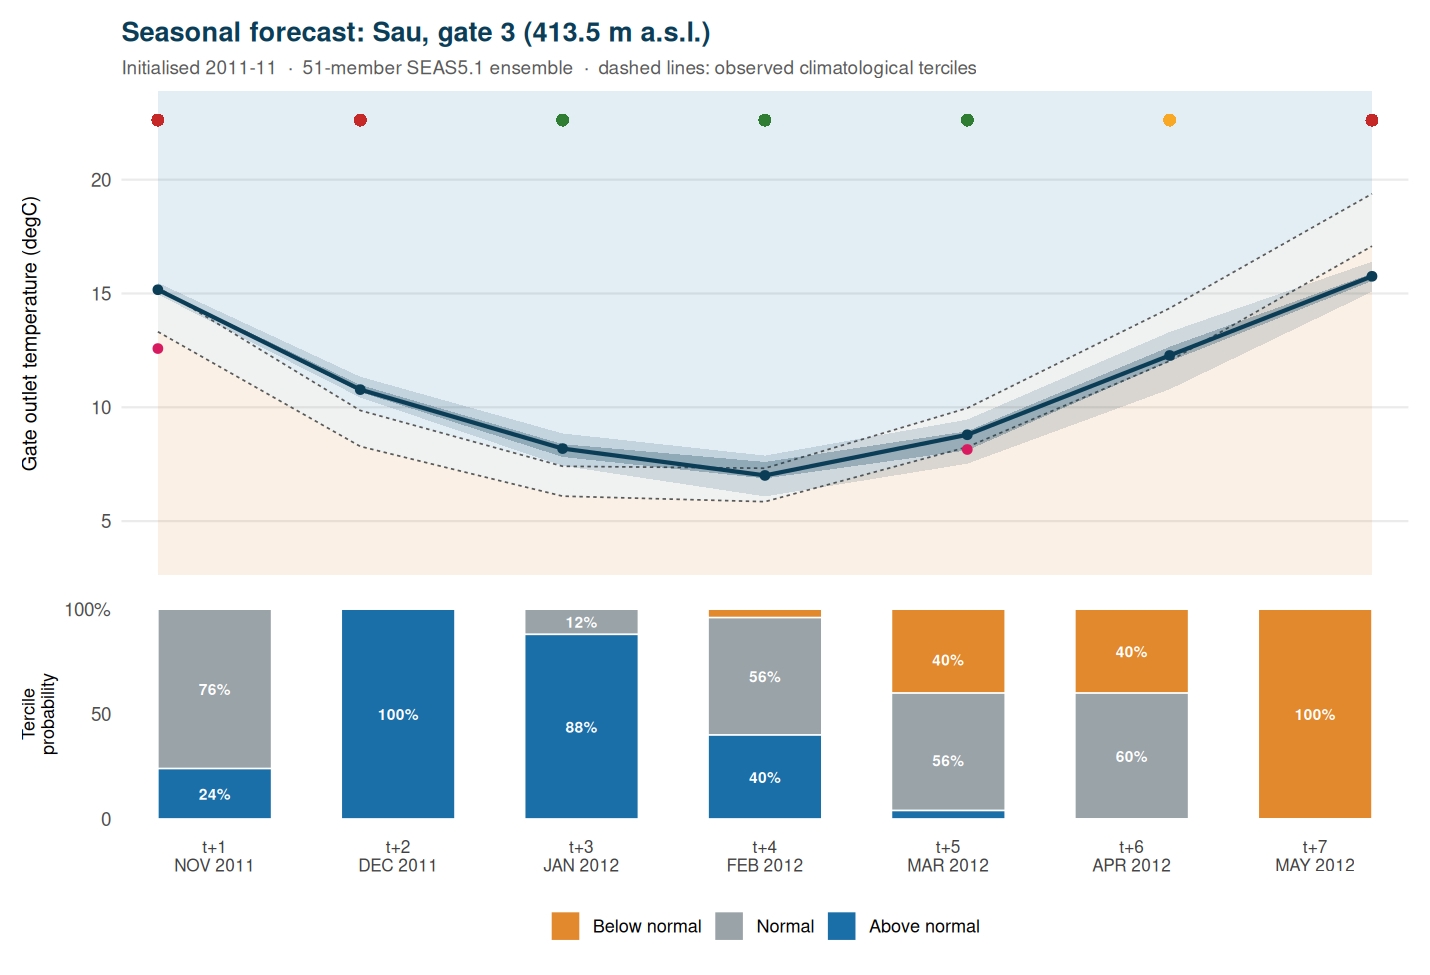 Seasonal forecast: Sau, gate 3 (413.5 m a.s.l.)
Initialised 2011-11 · 51-member SEAS5.1 ensemble · dashed lines: observed climatological terciles
Gate outlet temperature (degC)
20
15
10
5
Tercile
probability
100%
50
0
76%
24%
100%
12%
88%
56%
40%
40%
56%
40%
60%
100%
t+1
NOV 2011
t+2
DEC 2011
t+3
JAN 2012
t+4
FEB 2012
t+5
MAR 2012
t+6
APR 2012
t+7
MAY 2012
Below normal
Normal
Above normal